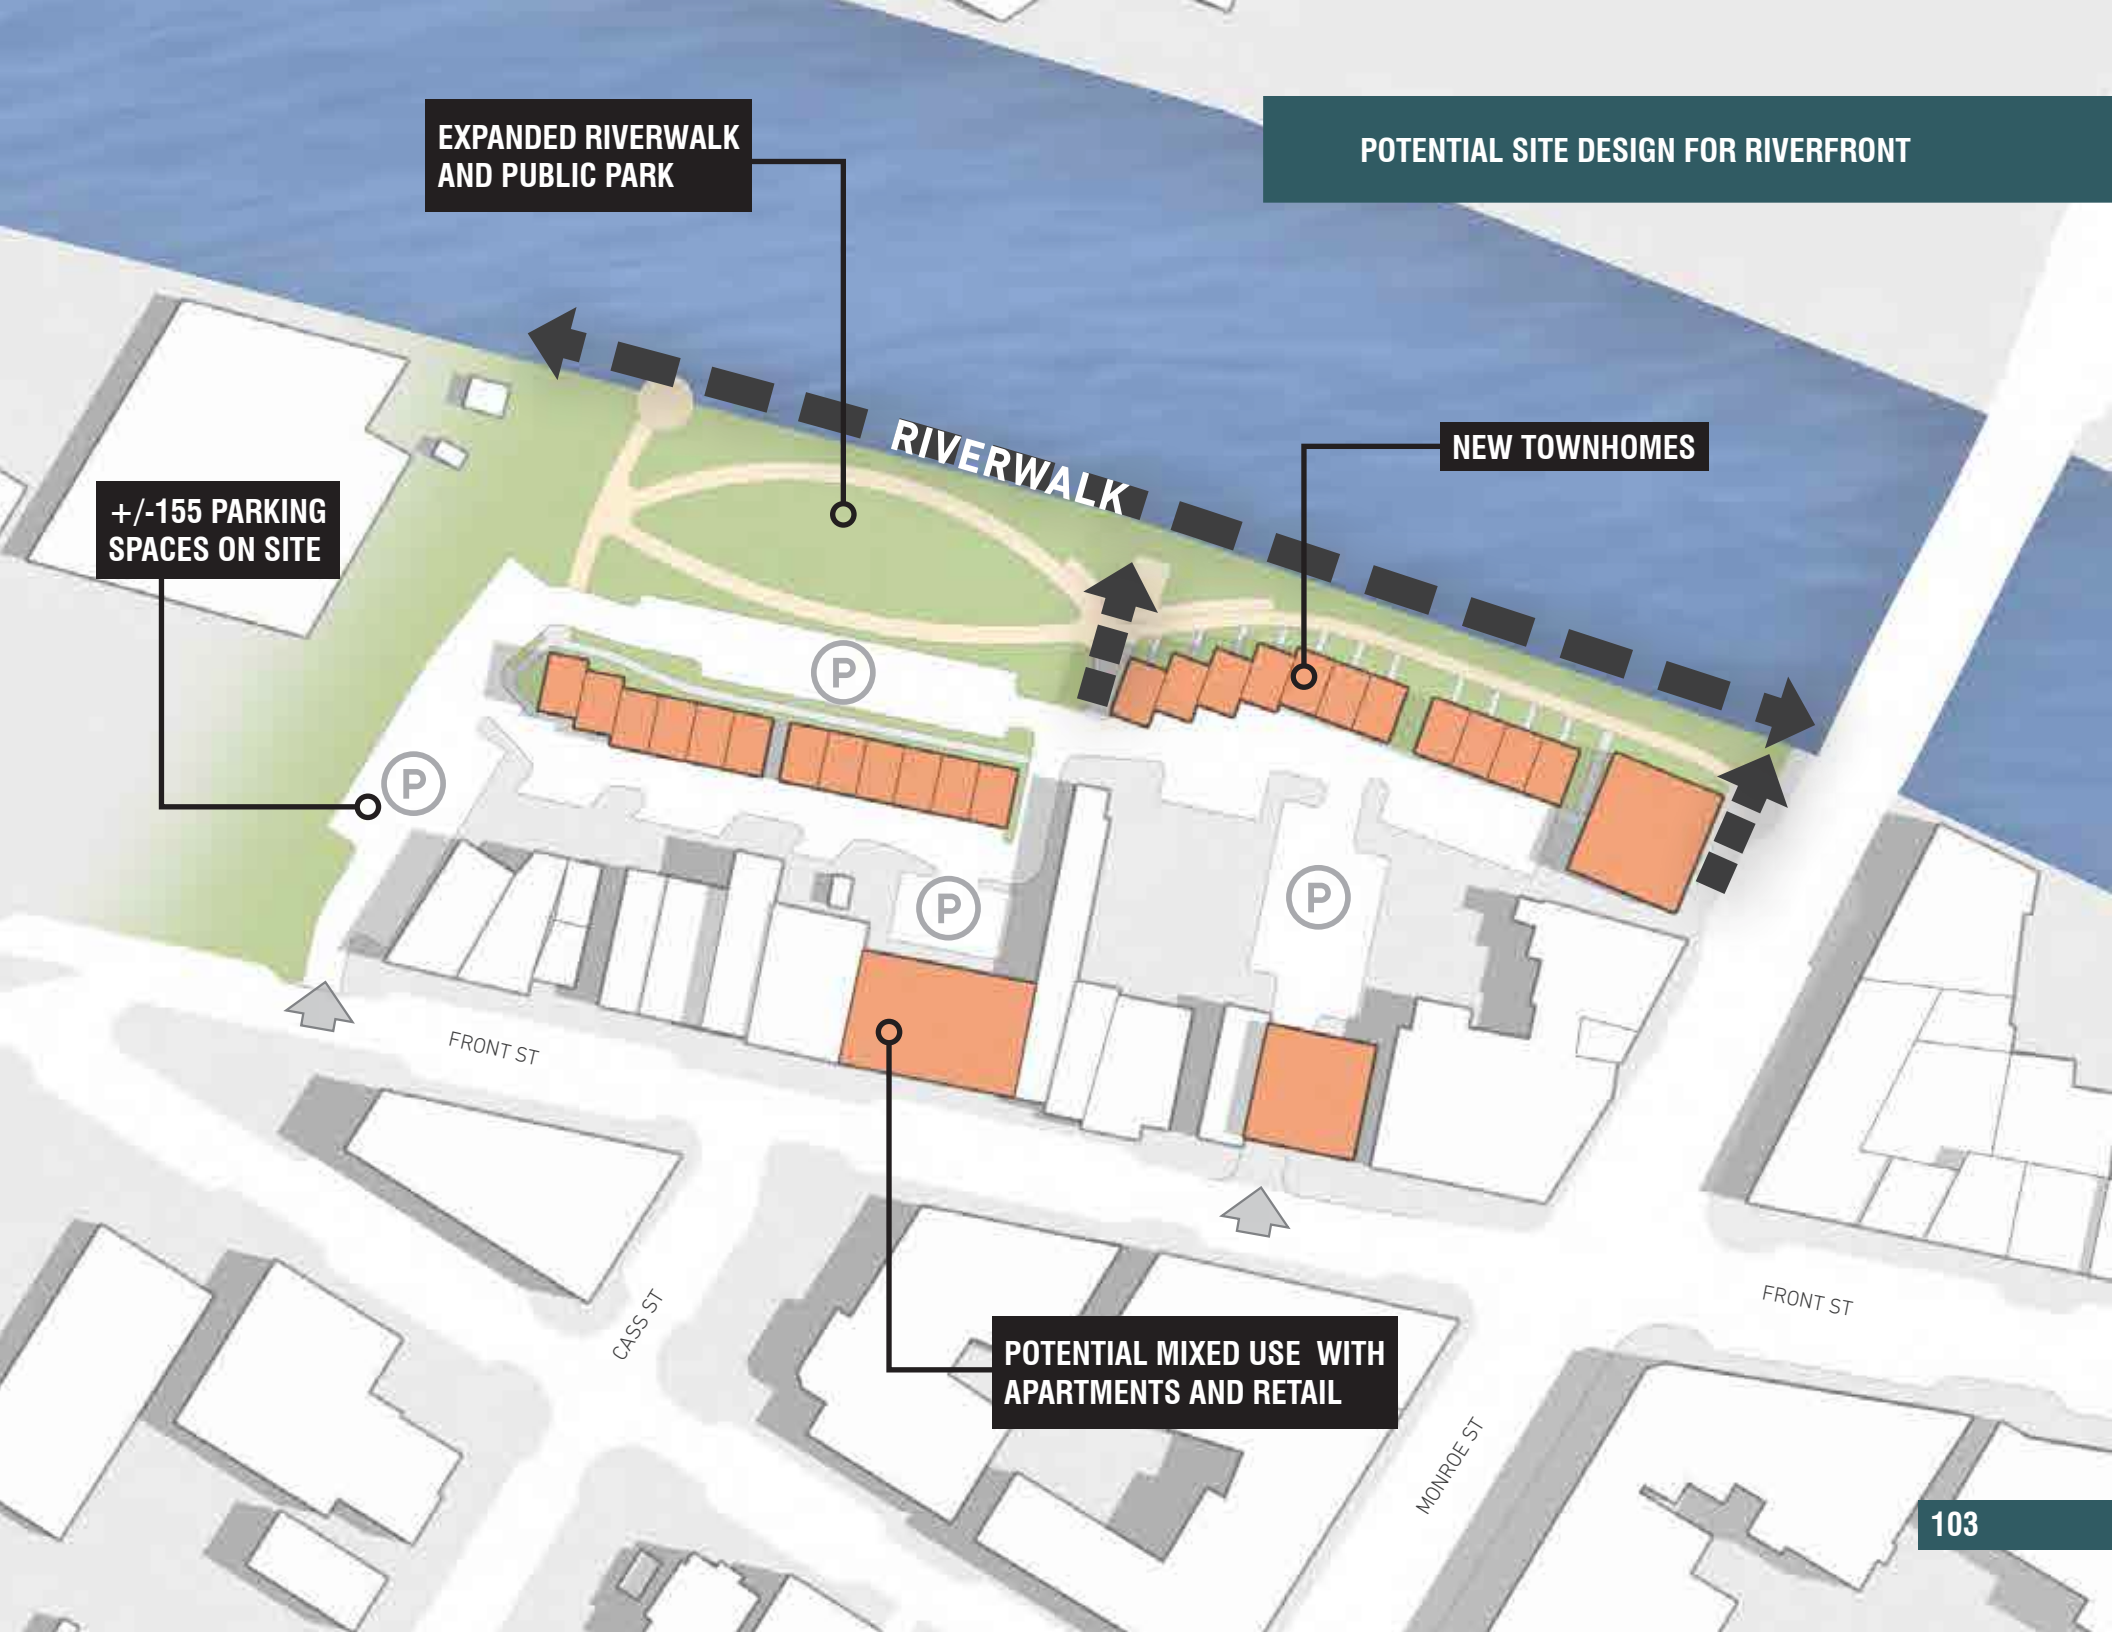 EXPANDED RIVERWALK
AND PUBLIC PARK
POTENTIAL SITE DESIGN FOR RIVERFRONT
RIVERWALK
NEW TOWNHOMES
+/-155 PARKING
SPACES ON SITE
P
P
P
P
FRONT ST
CASS ST
FRONT ST
POTENTIAL MIXED USE  WITH
APARTMENTS AND RETAIL
MONROE ST
103